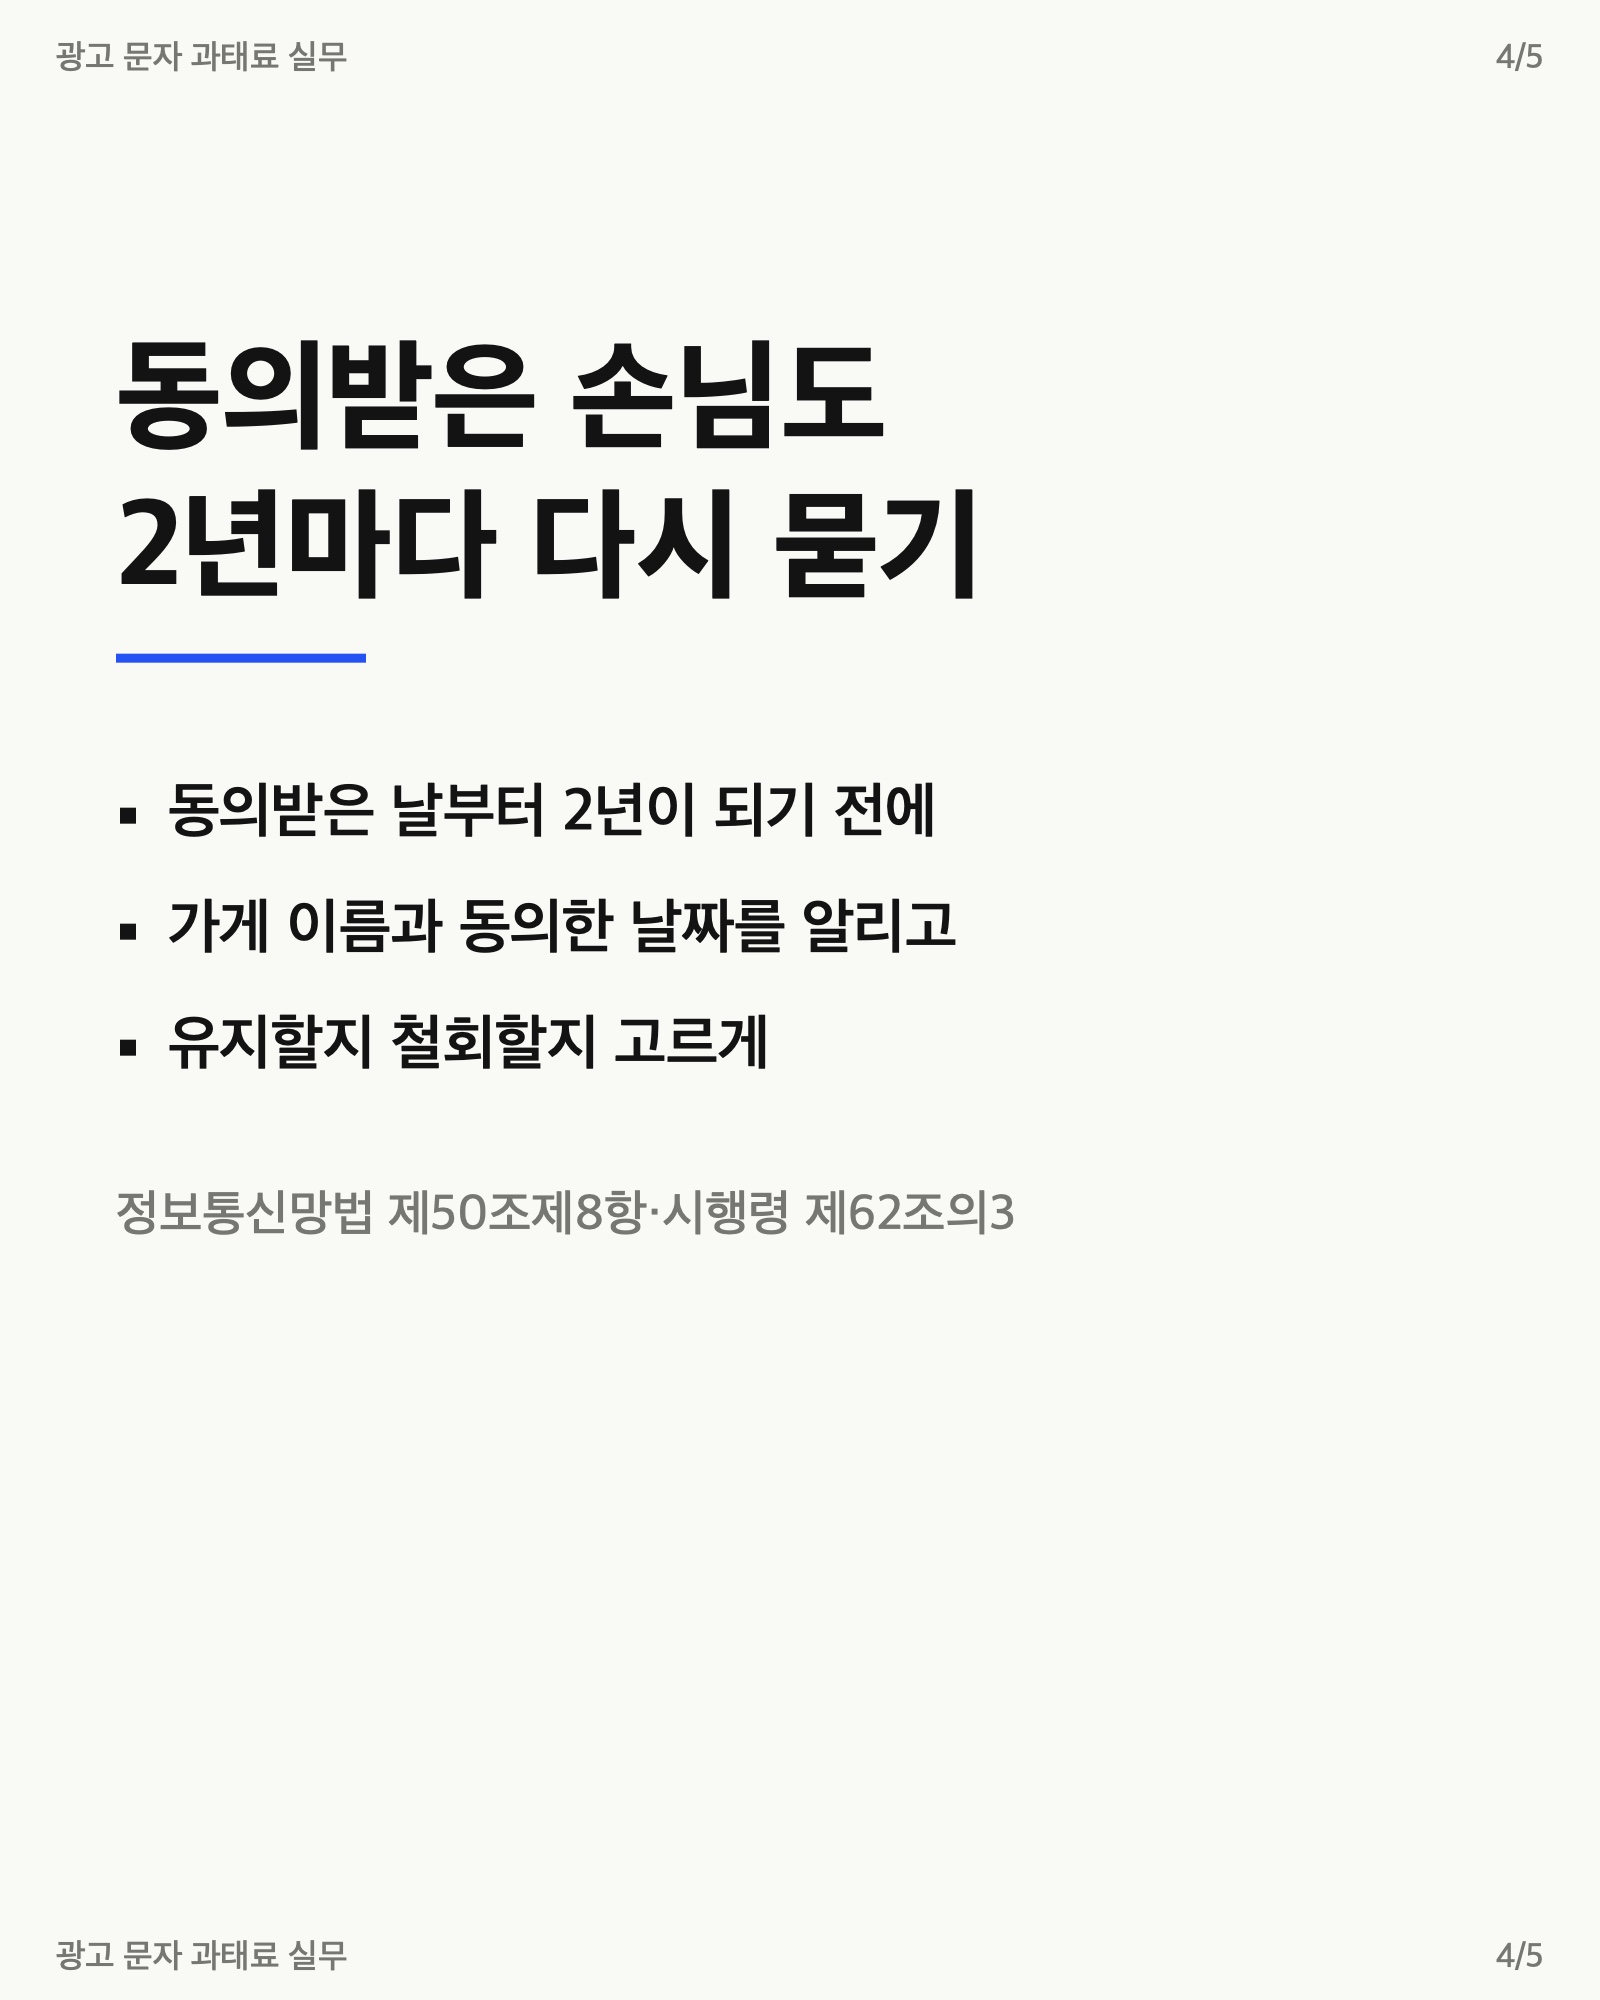 광고 문자 과태료 실무
4/5
동의받은 손님도
2년마다 다시 묻기
▪ 동의받은 날부터 2년이 되기 전에
▪ 가게 이름과 동의한 날짜를 알리고
▪ 유지할지 철회할지 고르게
정보통신망법 제50조제8항·시행령 제62조의3
광고 문자 과태료 실무
4/5